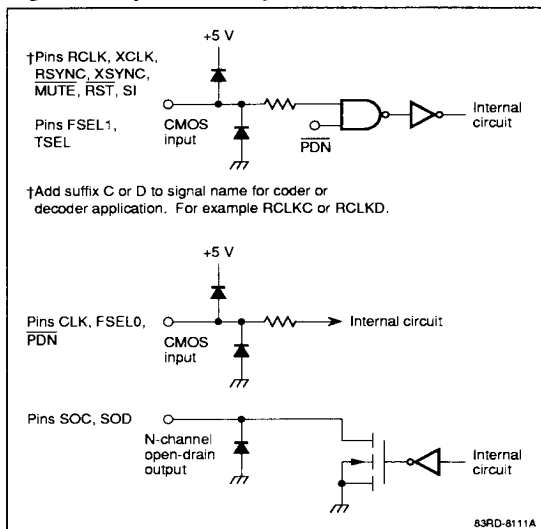 +5 V
†Pins RCLK, XCLK,
RSYNC, XSYNC,
MUTE, RST, SI
Pins FSEL1,
TSEL
CMOS
input
PDN
Internal
circuit
†Add suffix C or D to signal name for coder or
decoder application. For example RCLKC or RCLKD.
+5 V
Pins CLK, FSEL0,
PDN
CMOS
input
Internal circuit
Pins SOC, SOD
N-channel
open-drain
output
Internal
circuit
83RD-8111A